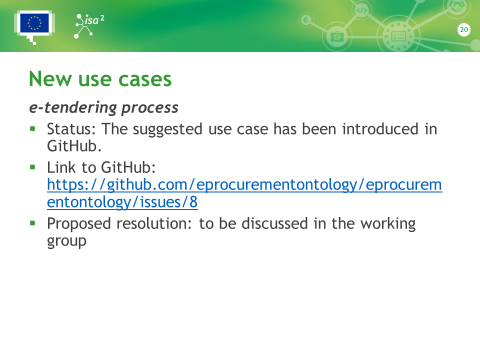 isa²
20
New use cases
e-tendering process
▪ Status: The suggested use case has been introduced in
GitHub.
▪ Link to GitHub:
https://github.com/eprocurementontology/eprocurem
entontology/issues/8
▪ Proposed resolution: to be discussed in the working
group